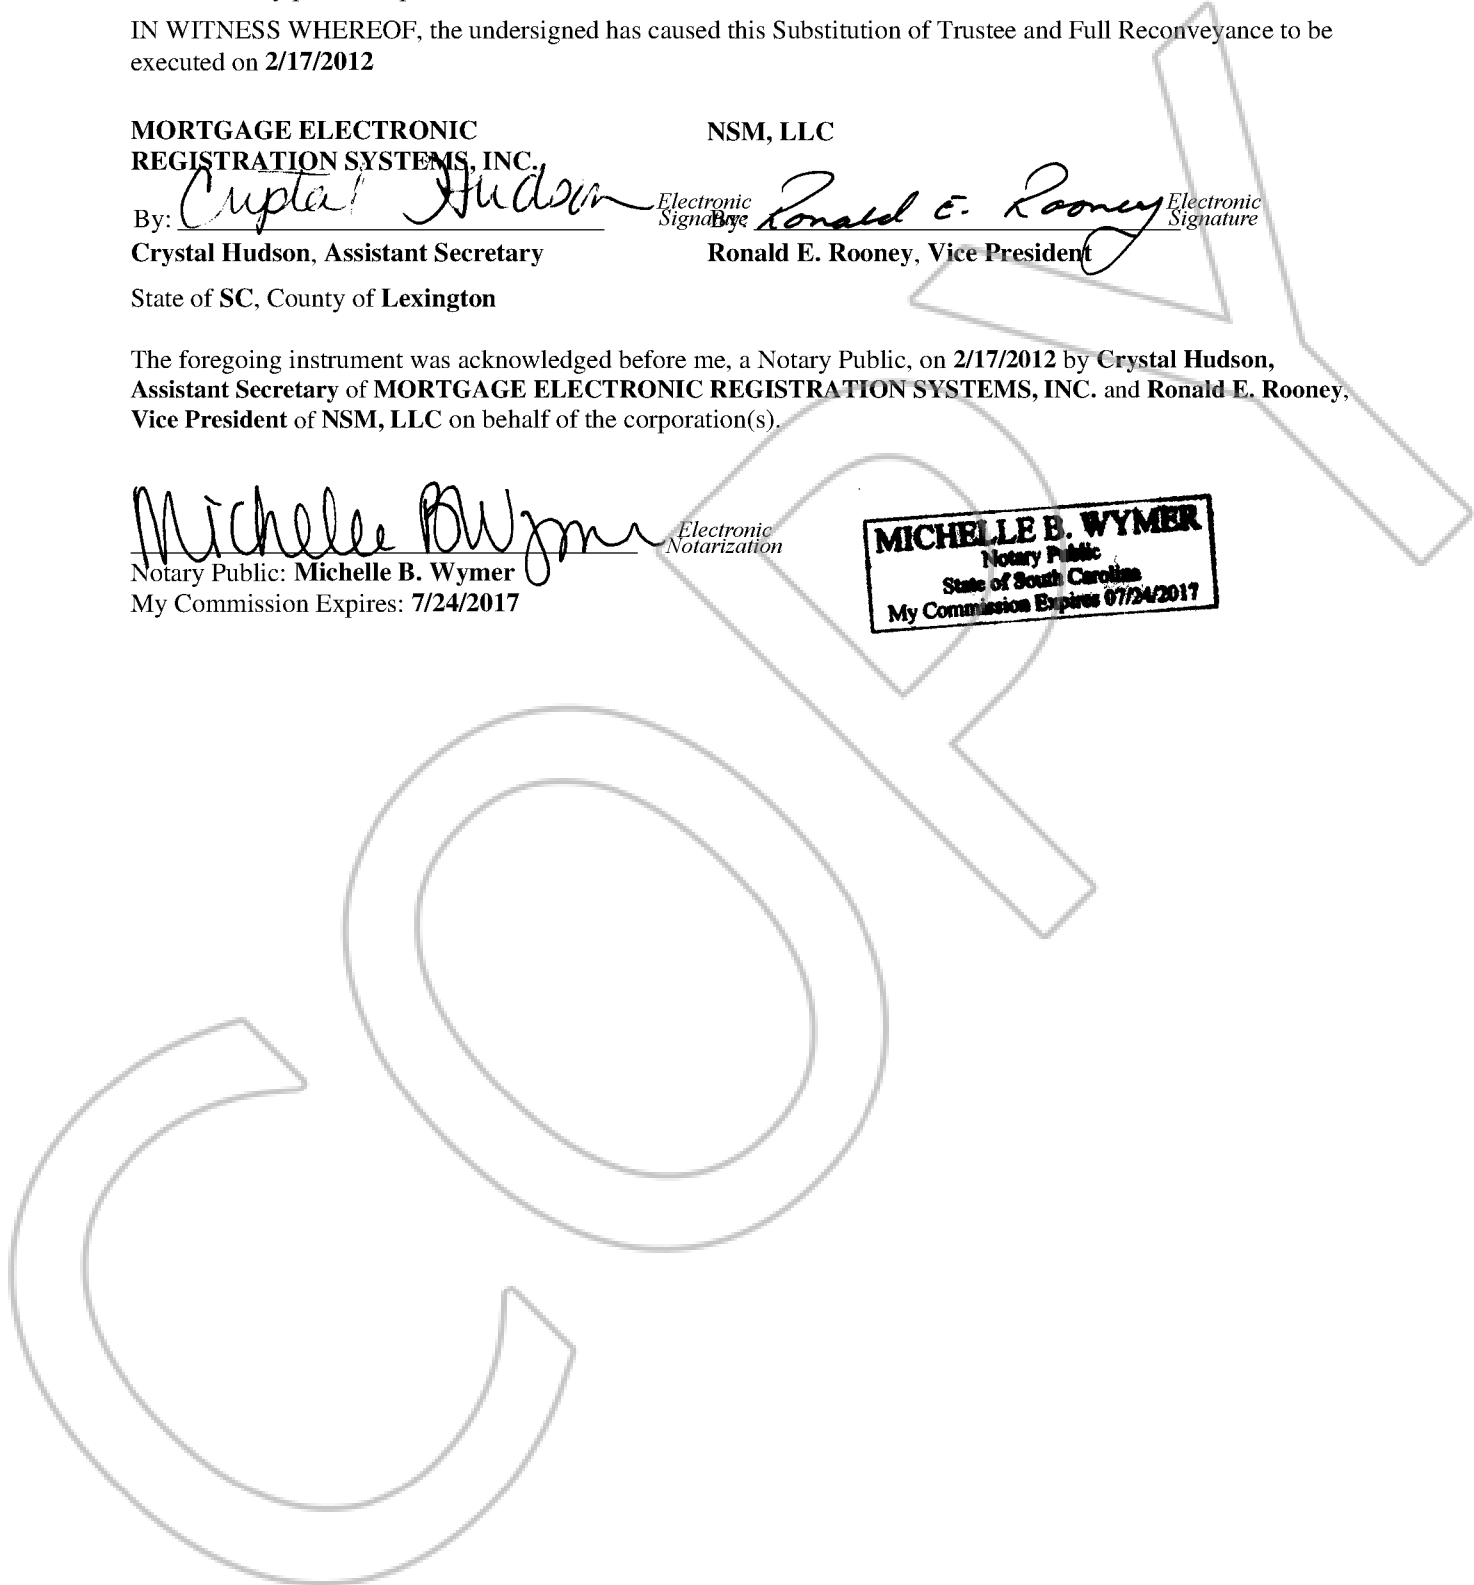 IN WITNESS WHEREOF, the undersigned has caused this Substitution of Trustee and Full Reconveyance to be
executed on 2/17/2012
MORTGAGE ELECTRONIC
REGISTRATION SYSTEMS, INC.
By: Crystal Hudson Electronic
Signature
Crystal Hudson, Assistant Secretary
NSM, LLC
By: Ronald E. Rooney Electronic
Signature
Ronald E. Rooney, Vice President
State of SC, County of Lexington
The foregoing instrument was acknowledged before me, a Notary Public, on 2/17/2012 by Crystal Hudson,
Assistant Secretary of MORTGAGE ELECTRONIC REGISTRATION SYSTEMS, INC. and Ronald E. Rooney,
Vice President of NSM, LLC on behalf of the corporation(s).
Michelle B Wymer Electronic
Notarization
Notary Public: Michelle B. Wymer
My Commission Expires: 7/24/2017
MICHELLE B. WYMER
Notary Public
State of South Carolina
My Commission Expires 07/24/2017
COPY